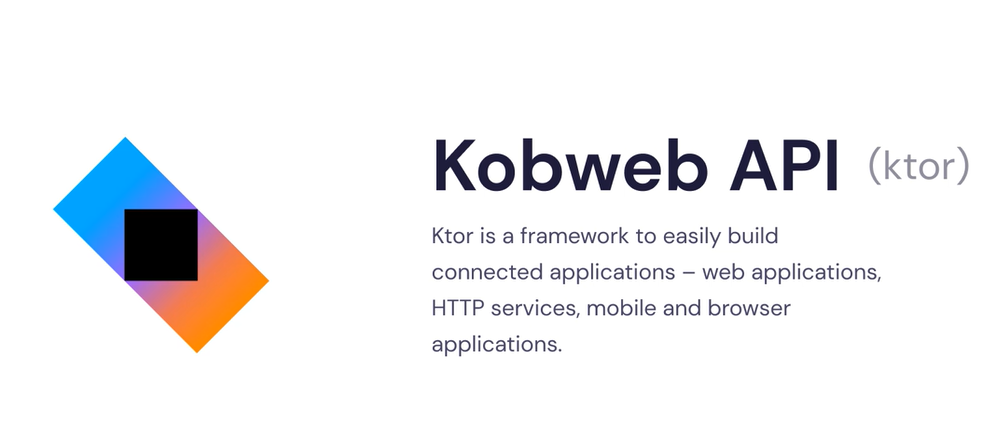 Kobweb API (ktor)
Ktor is a framework to easily build
connected applications – web applications,
HTTP services, mobile and browser
applications.